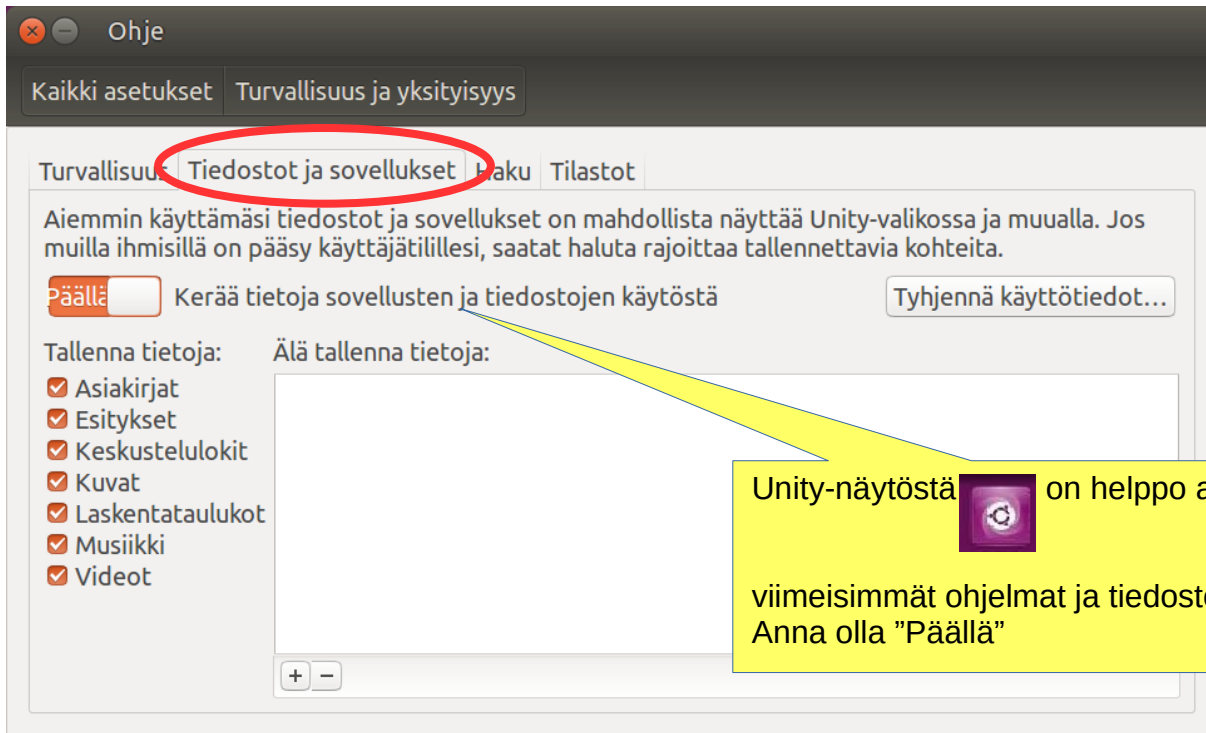 Ohje
Kaikki asetukset Turvallisuus ja yksityisyys
Turvallisuus Tiedostot ja sovellukset Haku Tilastot
Aiemmin käyttämäsi tiedostot ja sovellukset on mahdollista näyttää Unity-valikossa ja muualla. Jos
muilla ihmisillä on pääsy käyttäjätilillesi, saatat haluta rajoittaa tallennettavia kohteita.
Päällä Kerää tietoja sovellusten ja tiedostojen käytöstä Tyhjennä käyttötiedot...
Tallenna tietoja: Älä tallenna tietoja:
Asiakirjat
Esitykset
Keskustelulokit
Kuvat
Laskentataulukot
Musiikki
Videot
Unity-näytöstä on helppo
viimeisimmät ohjelmat ja
Anna olla ”Päällä”
+ −